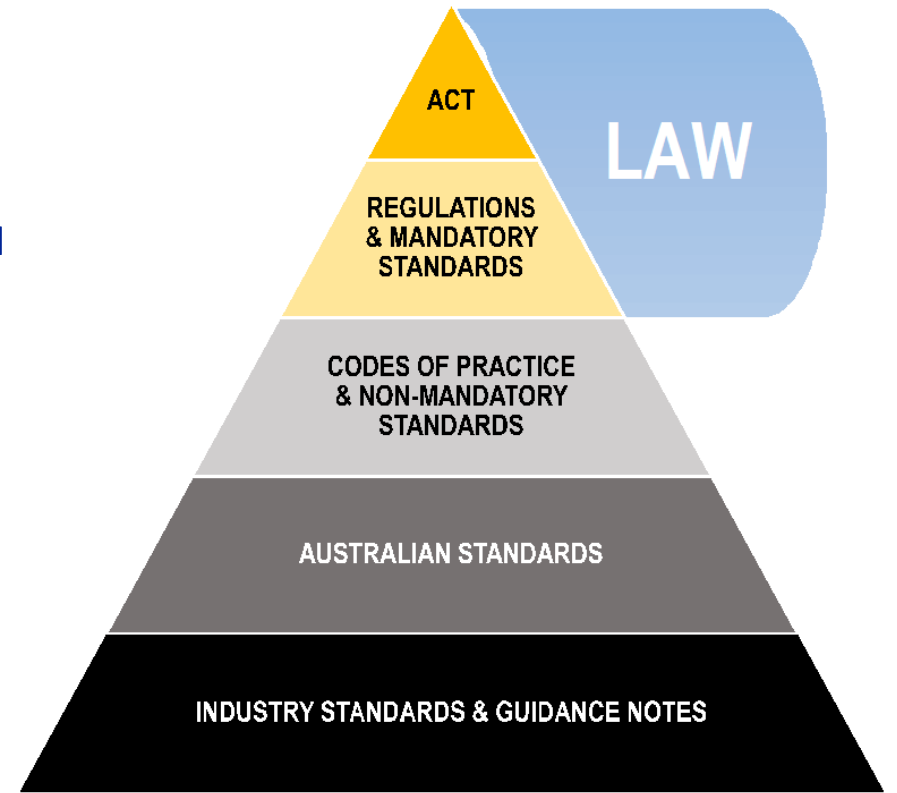 ACT
LAW
REGULATIONS
& MANDATORY
STANDARDS
CODES OF PRACTICE
& NON-MANDATORY
STANDARDS
AUSTRALIAN STANDARDS
INDUSTRY STANDARDS & GUIDANCE NOTES